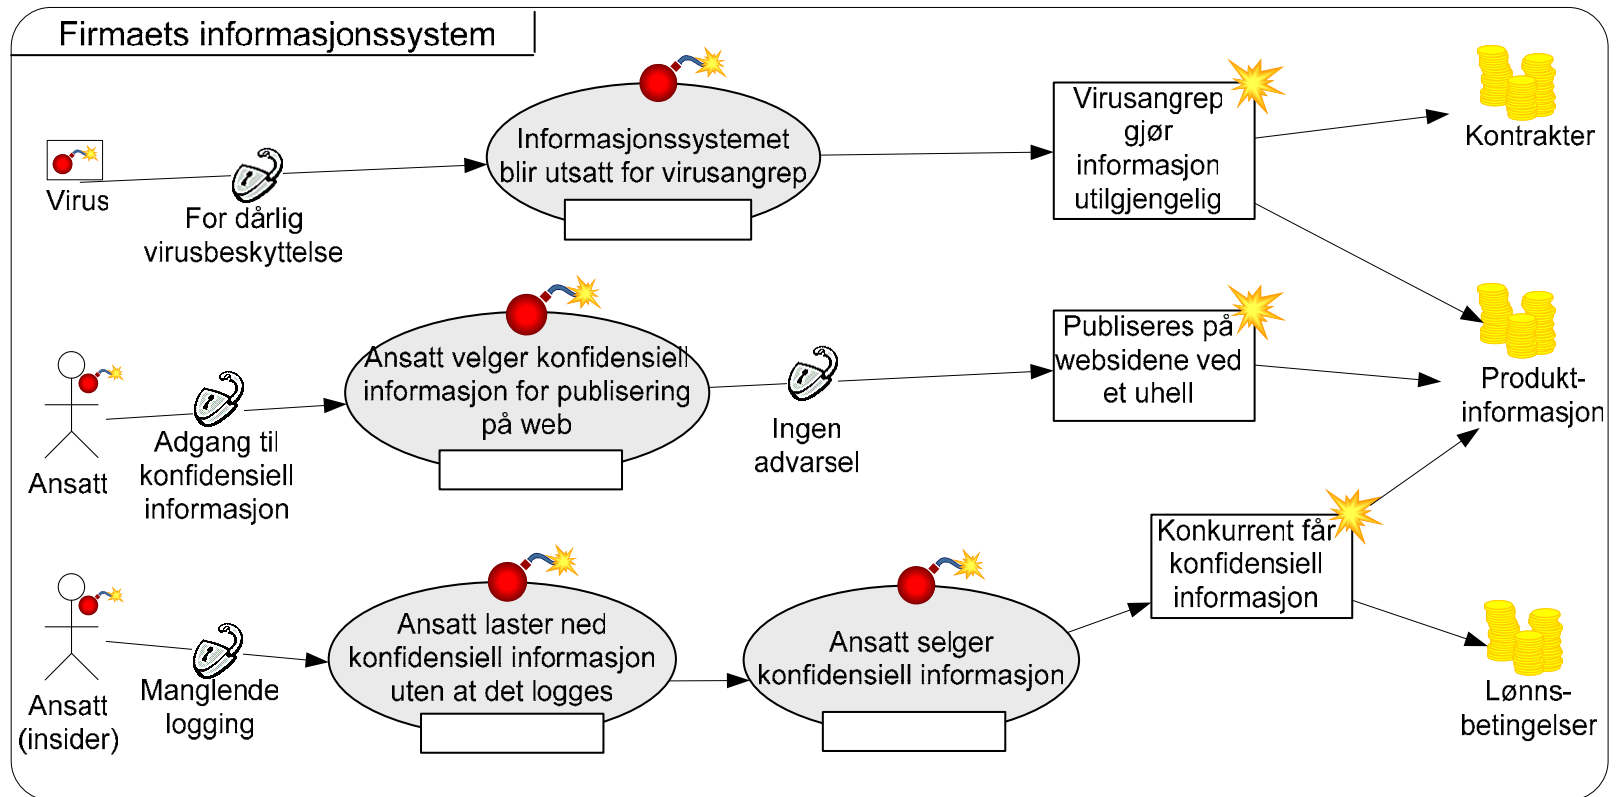 Firmaets informasjonssystem
Virus
For dårlig
virusbeskyttelse
Informasjonssystemet
blir utsatt for virusangrep
Virusangrep
gjør
informasjon
utilgjengelig
Kontrakter
Ansatt
Adgang til
konfidensiell
informasjon
Ansatt velger konfidensiell
informasjon for publisering
på web
Ingen
advarsel
Publiseres på
websidene ved
et uhell
Produkt-
informasjon
Ansatt
(insider)
Manglende
logging
Ansatt laster ned
konfidensiell informasjon
uten at det logges
Ansatt selger
konfidensiell informasjon
Konkurrent får
konfidensiell
informasjon
Lønns-
betingelser